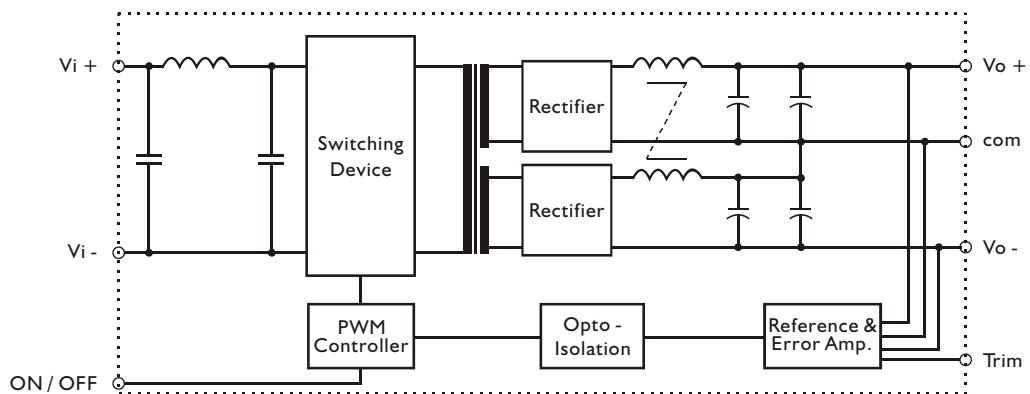 Vi +
Switching
Device
Rectifier
Vo +
com
Rectifier
Vi -
Vo -
PWM
Controller
Opto -
Isolation
Reference &
Error Amp.
Trim
ON / OFF